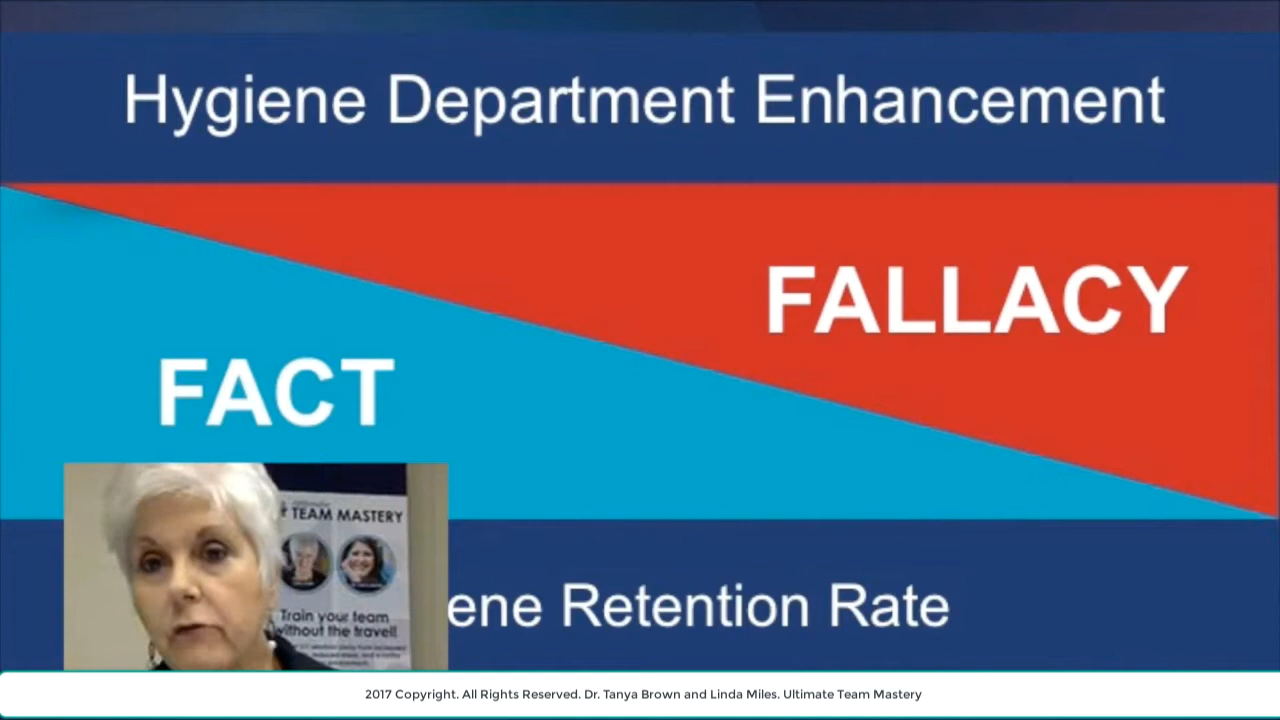 Hygiene Department Enhancement
FALLACY
FACT
TEAM MASTERY
Train your team
without the travel!
ene Retention Rate
2017 Copyright. All Rights Reserved. Dr. Tanya Brown and Linda Miles. Ultimate Team Mastery